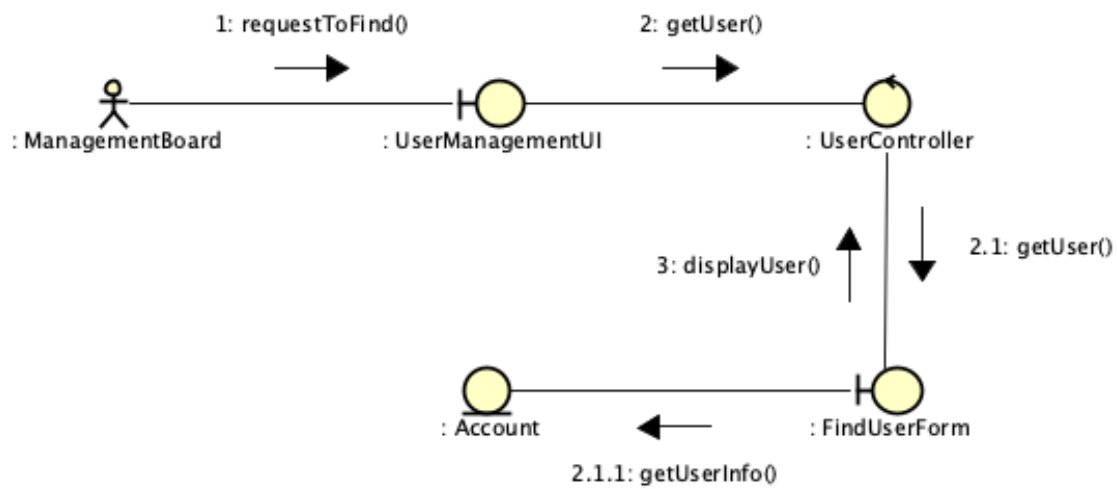 1: requestToFind()
2: getUser()
: ManagementBoard
: UserManagementUI
: UserController
2.1: getUser()
3: displayUser()
: Account
: FindUserForm
2.1.1: getUserInfo()